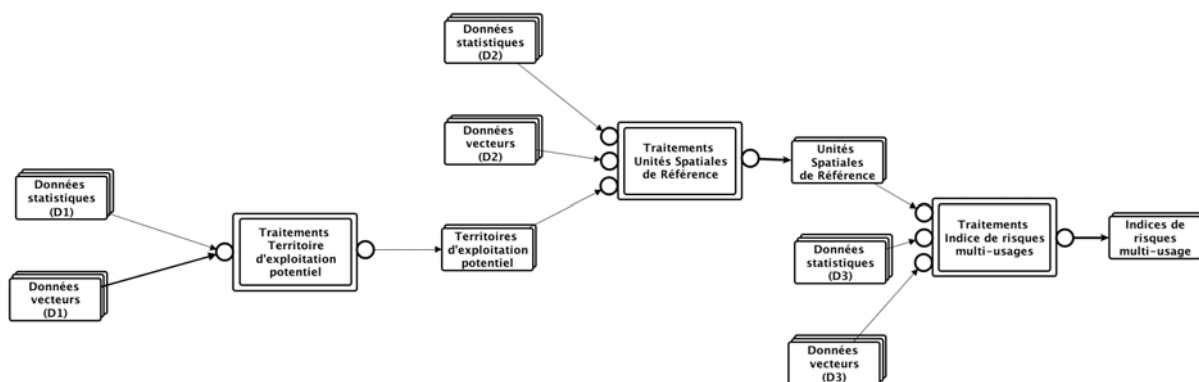 Données
statistiques
(D1)
Données
vecteurs
(D1)
Traitements
Territoire
d'exploitation
potentiel
Territoires
d'exploitation
potentiel
Données
statistiques
(D2)
Données
vecteurs
(D2)
Traitements
Unités Spatiales
de Référence
Unités
Spatiales
de Référence
Données
statistiques
(D3)
Données
vecteurs
(D3)
Traitements
Indice de risques
multi-usages
Indices de
risques
multi-usage